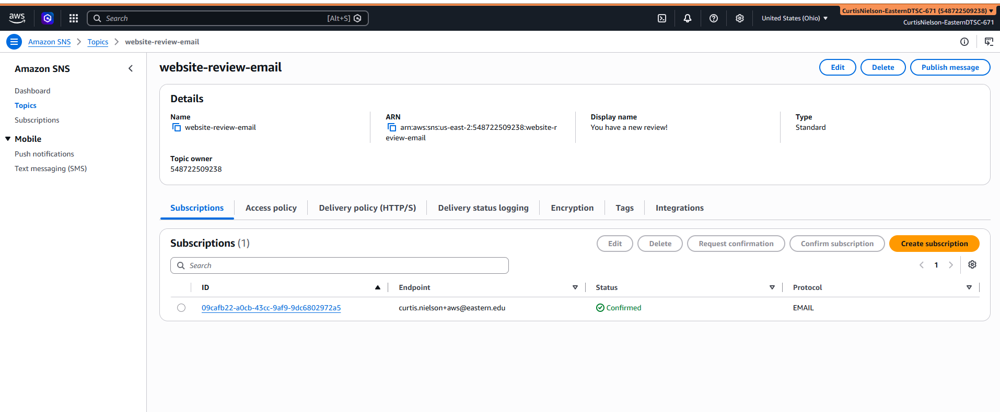 aws
Search [Alt+S]
United States (Ohio)
CurtisNielson-EasternDTSC-671 (548722509238)
CurtisNielson-EasternDTSC-671
Amazon SNS
Topics
website-review-email
Amazon SNS
Dashboard
Topics
Subscriptions
Mobile
Push notifications
Text messaging (SMS)
website-review-email
Edit
Delete
Publish message
Details
Name
website-review-email
ARN
arn:aws:sns:us-east-2:548722509238:website-r
eview-email
Display name
You have a new review!
Type
Standard
Topic owner
548722509238
Subscriptions
Access policy
Delivery policy (HTTP/S)
Delivery status logging
Encryption
Tags
Integrations
Subscriptions (1)
Edit
Delete
Request confirmation
Confirm subscription
Create subscription
Search
1
ID
Endpoint
Status
Protocol
09cafb22-a0cb-43cc-9af9-9dc6802972a5
curtis.nielson+aws@eastern.edu
Confirmed
EMAIL